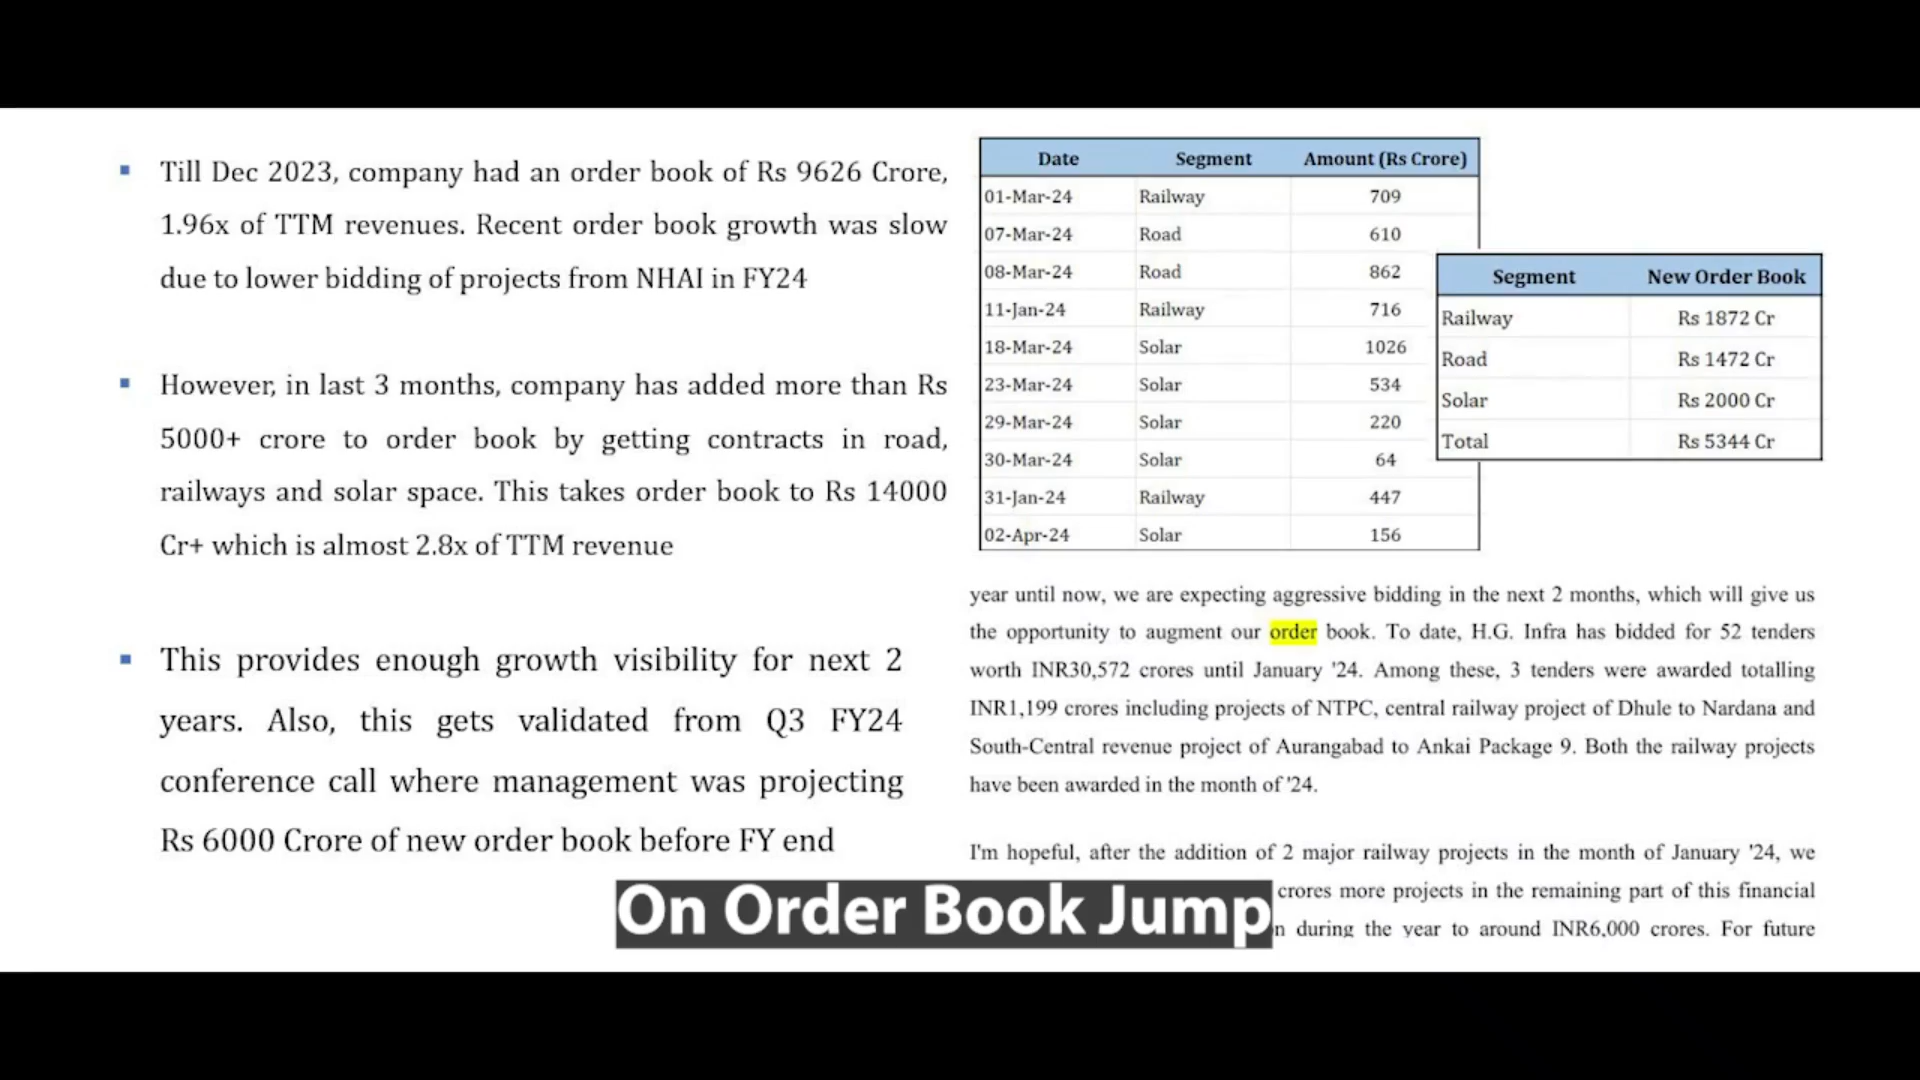 Till Dec 2023, company had an order book of Rs 9626 Crore,
1.96x of TTM revenues. Recent order book growth was slow
due to lower bidding of projects from NHAI in FY24
However, in last 3 months, company has added more than Rs
5000+ crore to order book by getting contracts in road,
railways and solar space. This takes order book to Rs 14000
Cr+ which is almost 2.8x of TTM revenue
This provides enough growth visibility for next 2
years. Also, this gets validated from Q3 FY24
conference call where management was projecting
Rs 6000 Crore of new order book before FY end
Date Segment Amount (Rs Crore)
01-Mar-24 Railway 709
07-Mar-24 Road 610
08-Mar-24 Road 862
11-Jan-24 Railway 716
18-Mar-24 Solar 1026
23-Mar-24 Solar 534
29-Mar-24 Solar 220
30-Mar-24 Solar 64
31-Jan-24 Railway 447
02-Apr-24 Solar 156
Segment New Order Book
Railway Rs 1872 Cr
Road Rs 1472 Cr
Solar Rs 2000 Cr
Total Rs 5344 Cr
year until now, we are expecting aggressive bidding in the next 2 months, which will give us
the opportunity to augment our order book. To date, H.G. Infra has bidded for 52 tenders
worth INR30,572 crores until January '24. Among these, 3 tenders were awarded totalling
INR1,199 crores including projects of NTPC, central railway project of Dhule to Nardana and
South-Central revenue project of Aurangabad to Ankai Package 9. Both the railway projects
have been awarded in the month of '24.
I'm hopeful, after the addition of 2 major railway projects in the month of January '24, we
crores more projects in the remaining part of this financial
during the year to around INR6,000 crores. For future
On Order Book Jump